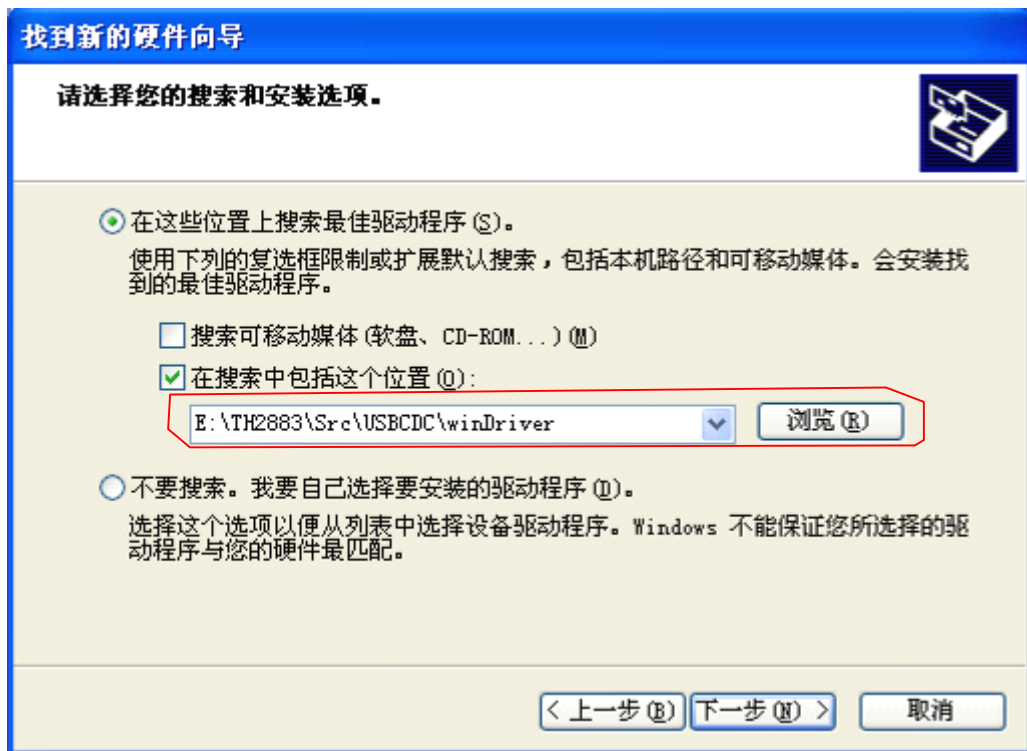 找到新的硬件向导
请选择您的搜索和安装选项。
在这些位置上搜索最佳驱动程序(S)。
使用下列的复选框限制或扩展默认搜索，包括本机路径和可移动媒体。会安装找
到的最佳驱动程序。
搜索可移动媒体(软盘、CD-ROM...)(M)
在搜索中包括这个位置(O):
E:\TH2883\Src\USBCDC\winDriver
浏览(R)
不要搜索。我要自己选择要安装的驱动程序(D)。
选择这个选项以便从列表中选择设备驱动程序。Windows 不能保证您所选择的驱
动程序与您的硬件最匹配。
< 上一步(B) 下一步(N) > 取消